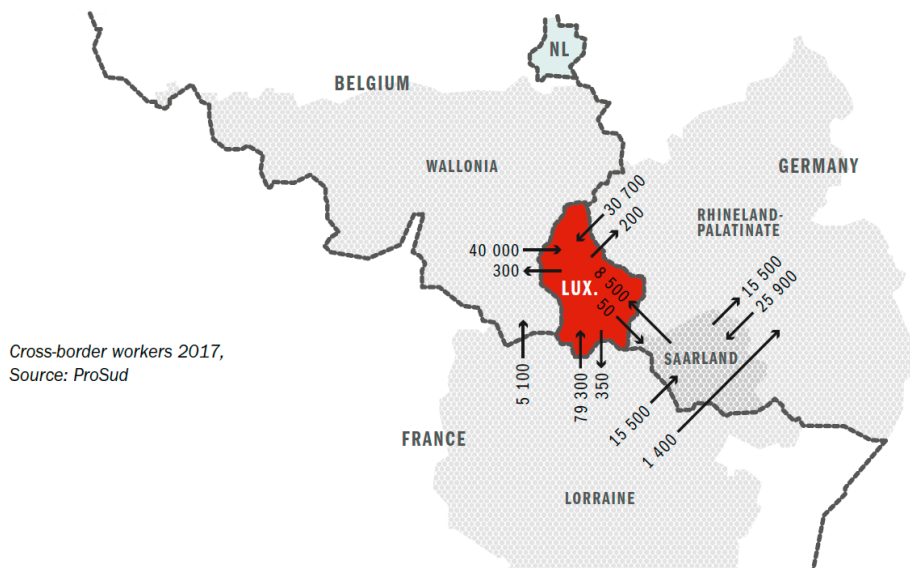 NL
BELGIUM
WALLONIA
GERMANY
30 700
200
RHINELAND-
PALATINATE
40 000
300
LUX.
8 500
50
15 500
25 900
SAARLAND
Cross-border workers 2017,
Source: ProSud
5 100
79 300
350
15 500
1 400
FRANCE
LORRAINE